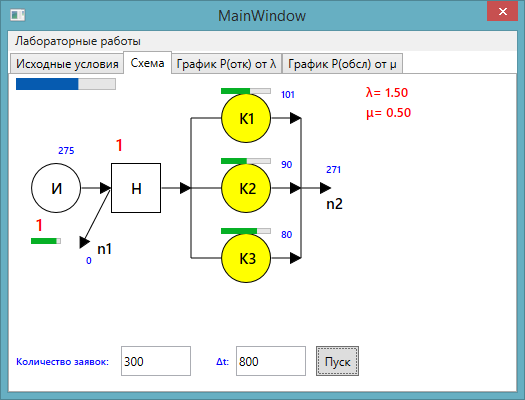 MainWindow
Лабораторные работы
Исходные условия
Схема
График P(отк) от λ
График P(обсл) от μ
λ= 1.50
μ= 0.50
101
К1
275
1
90
271
И
Н
К2
n2
1
n1
0
80
К3
Количество заявок:
300
Δt:
800
Пуск